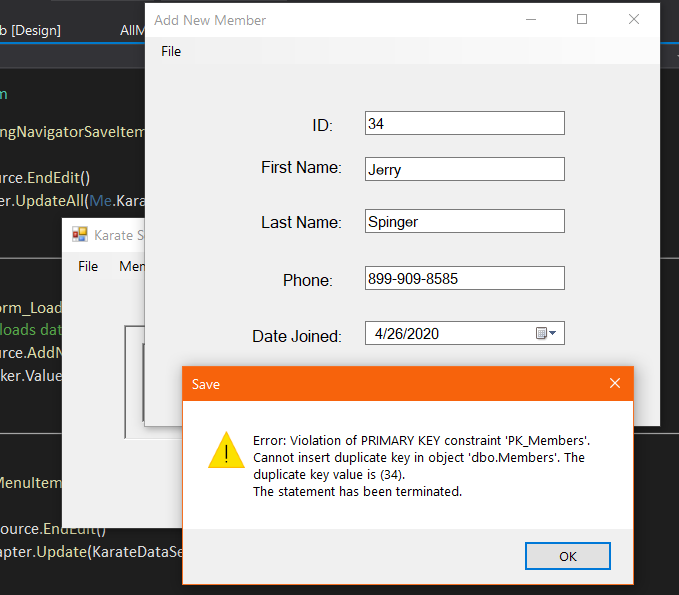 b [Design]
AllM
Add New Member
File
m
ngNavigatorSaveItem
ID:
34
First Name:
Jerry
urce.EndEdit()
er.UpdateAll(Me.Kara
Last Name:
Spinger
Karate S
File
Men
Phone:
899-909-8585
orm_Load
loads dat
Date Joined:
4/26/2020
urce.AddN
ker.Value
Save
Error: Violation of PRIMARY KEY constraint 'PK_Members'.
Cannot insert duplicate key in object 'dbo.Members'. The
duplicate key value is (34).
The statement has been terminated.
MenuItem
ource.EndEdit()
apter.Update(KarateDataSe
OK